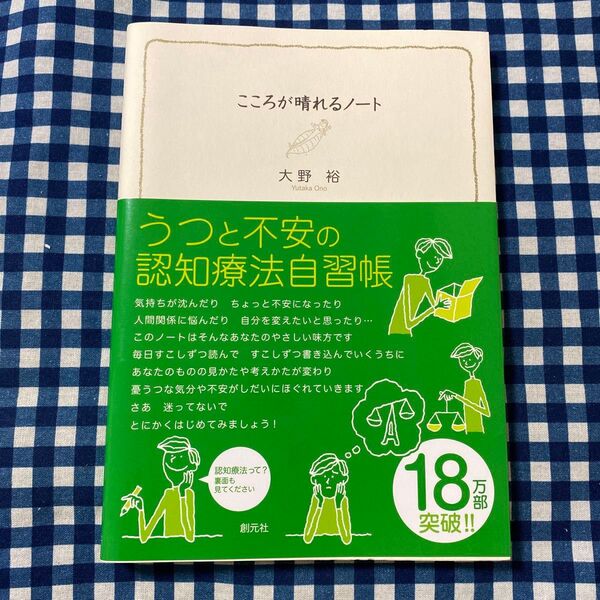 こころが晴れるノート
大野 裕
Yutaka Ono
うつと不安の
認知療法自習帳
気持ちが沈んだり　ちょっと不安になったり
人間関係に悩んだり　自分を変えたいと思ったり…
このノートはそんなあなたのやさしい味方です
毎日すこしずつ読んで　すこしずつ書き込んでいくうちに
あなたのものの見かたや考えかたが変わり
憂うつな気分や不安がしだいにほぐれていきます
さあ　迷ってないで
とにかくはじめてみましょう！
認知療法って？
裏面も
見てください
18万部
突破!!
創元社